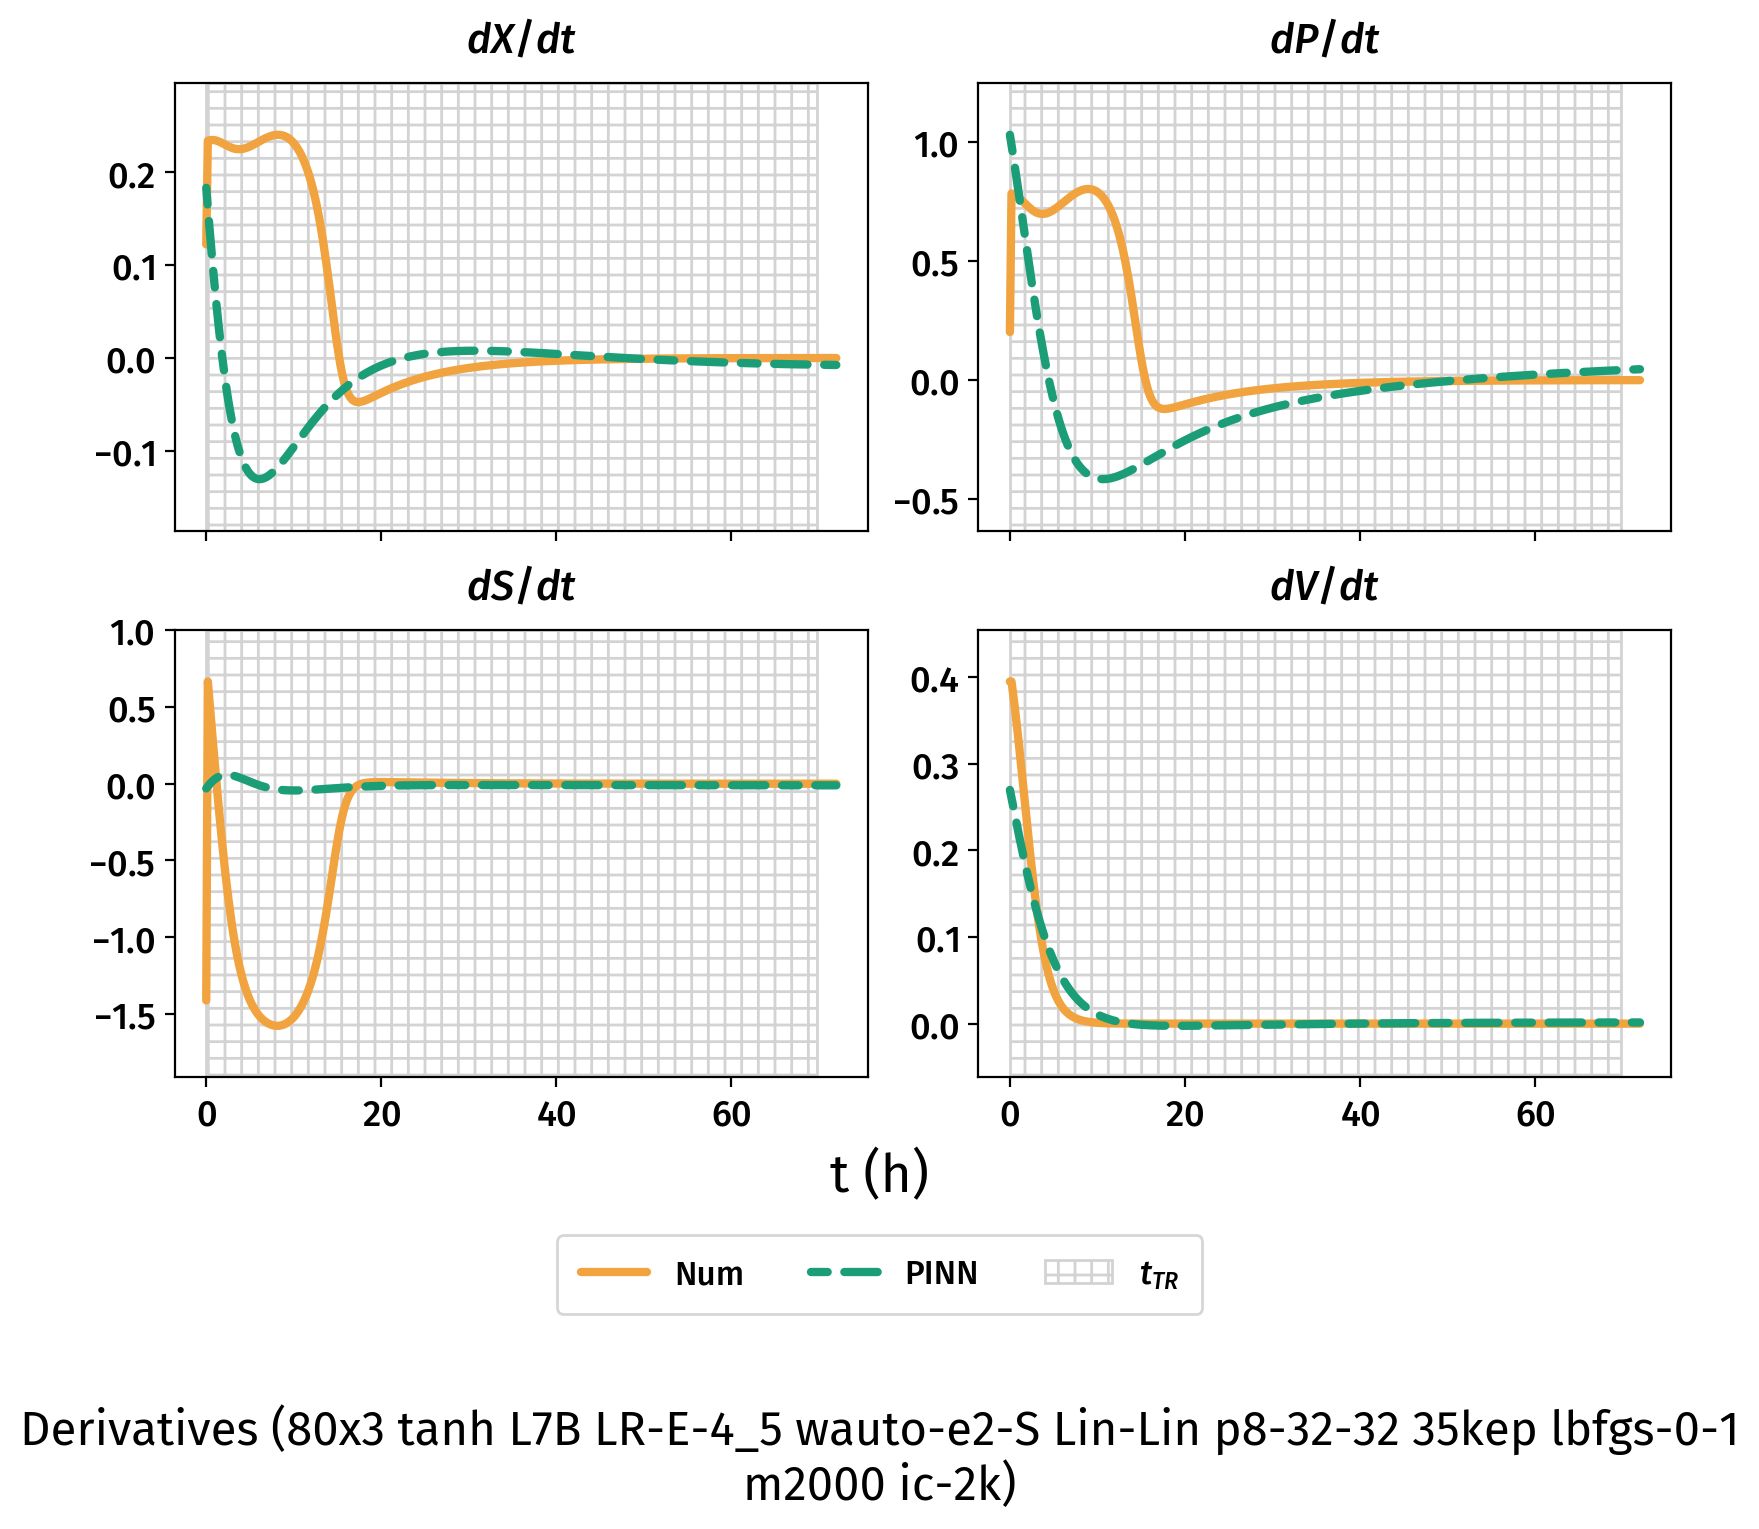 dX/dt
dP/dt
0.2
0.1
0.0
−0.1
1.0
0.5
0.0
−0.5
dS/dt
dV/dt
1.0
0.5
0.0
−0.5
−1.0
−1.5
0.4
0.3
0.2
0.1
0.0
0 20 40 60
0 20 40 60
t (h)
Num PINN tTR
Derivatives (80x3 tanh L7B LR-E-4_5 wauto-e2-S Lin-Lin p8-32-32 35kep lbfgs-0-1
m2000 ic-2k)